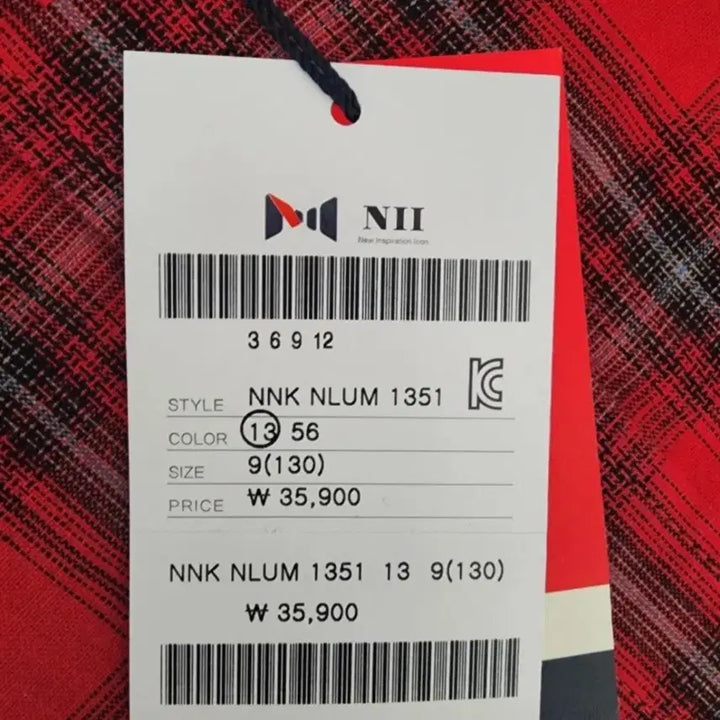 NII
New Inspiration Icon
3 6 9 12
STYLE NNK NLUM 1351
COLOR 13 56
SIZE 9(130)
PRICE ₩ 35,900
NNK NLUM 1351 13 9(130)
₩ 35,900